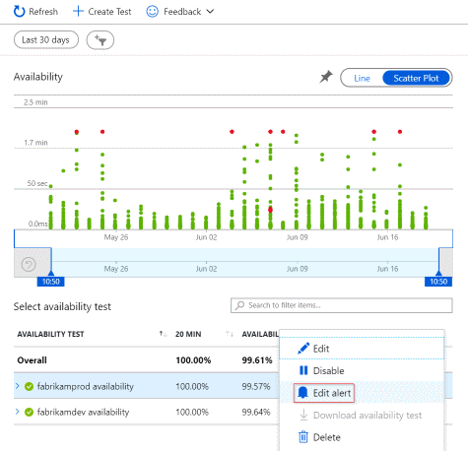 Refresh + Create Test Feedback
Last 30 days
Availability Line Scatter Plot
2.5 min
1.7 min
50 sec
0.0ms
May 26 Jun 02 Jun 09 Jun 16
May 26 Jun 02 Jun 09 Jun 16
10:50 10:50
Select availability test Search to filter items...
AVAILABILITY TEST 20 MIN AVAILABIL
Overall 100.00% 99.61%
fabrikamprod availability 100.00% 99.57%
fabrikamdev availability 100.00% 99.64%
Edit
Disable
Edit alert
Download availability test
Delete